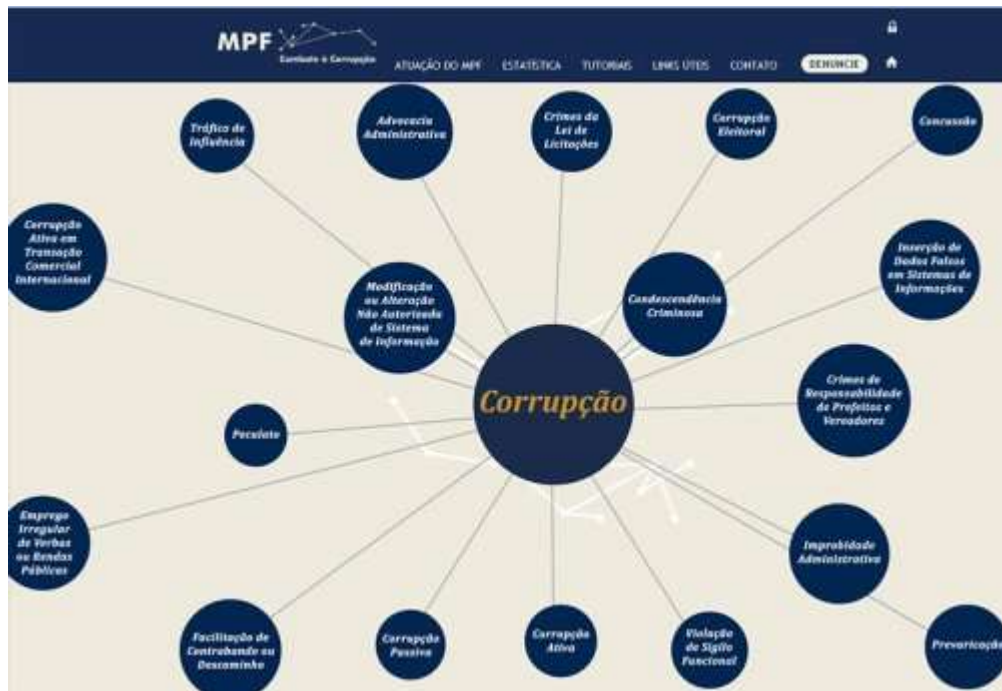 MPF
Combate à Corrupção
ATUAÇÃO DO MPF ESTATÍSTICA TUTORIAIS LINKS ÚTEIS CONTATO DENUNCIE
Tráfico de
Influência
Advocacia
Administrativa
Crimes da
Lei de
Licitações
Corrupção
Eleitoral
Concussão
Corrupção
Ativa em
Transação
Comercial
Internacional
Modificação
ou Alteração
Não Autorizada
de Sistema
de Informação
Condescendência
Criminosa
Inserção de
Dados Falsos
em Sistemas de
Informações
Corrupção
Crimes de
Responsabilidade
de Prefeitos e
Vereadores
Peculato
Emprego
Irregular
de Verbas
ou Rendas
Públicas
Improbidade
Administrativa
Facilitação de
Contrabando ou
Descaminho
Corrupção
Passiva
Corrupção
Ativa
Violação
de Sigilo
Funcional
Prevaricação